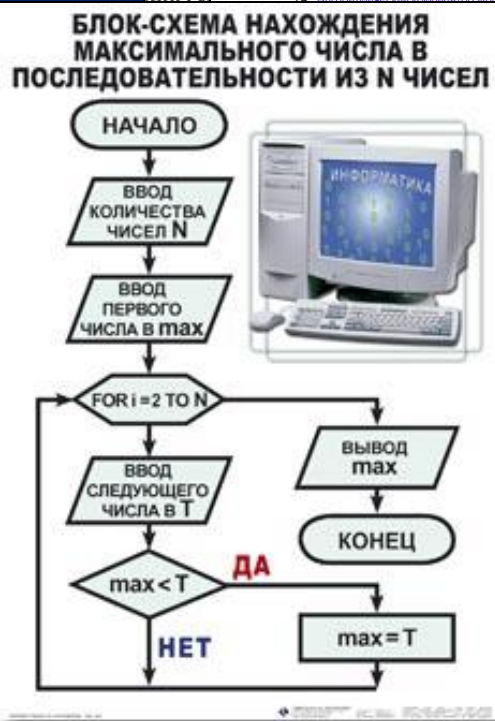 БЛОК-СХЕМА НАХОЖДЕНИЯ
МАКСИМАЛЬНОГО ЧИСЛА В
ПОСЛЕДОВАТЕЛЬНОСТИ ИЗ N ЧИСЕЛ
НАЧАЛО
ВВОД
КОЛИЧЕСТВА
ЧИСЕЛ N
ИНФОРМАТИКА
ВВОД
ПЕРВОГО
ЧИСЛА В max
FOR i=2 TO N
ВВОД
СЛЕДУЮЩЕГО
ЧИСЛА В T
ВЫВОД
max
КОНЕЦ
max<T
ДА
НЕТ
max=T